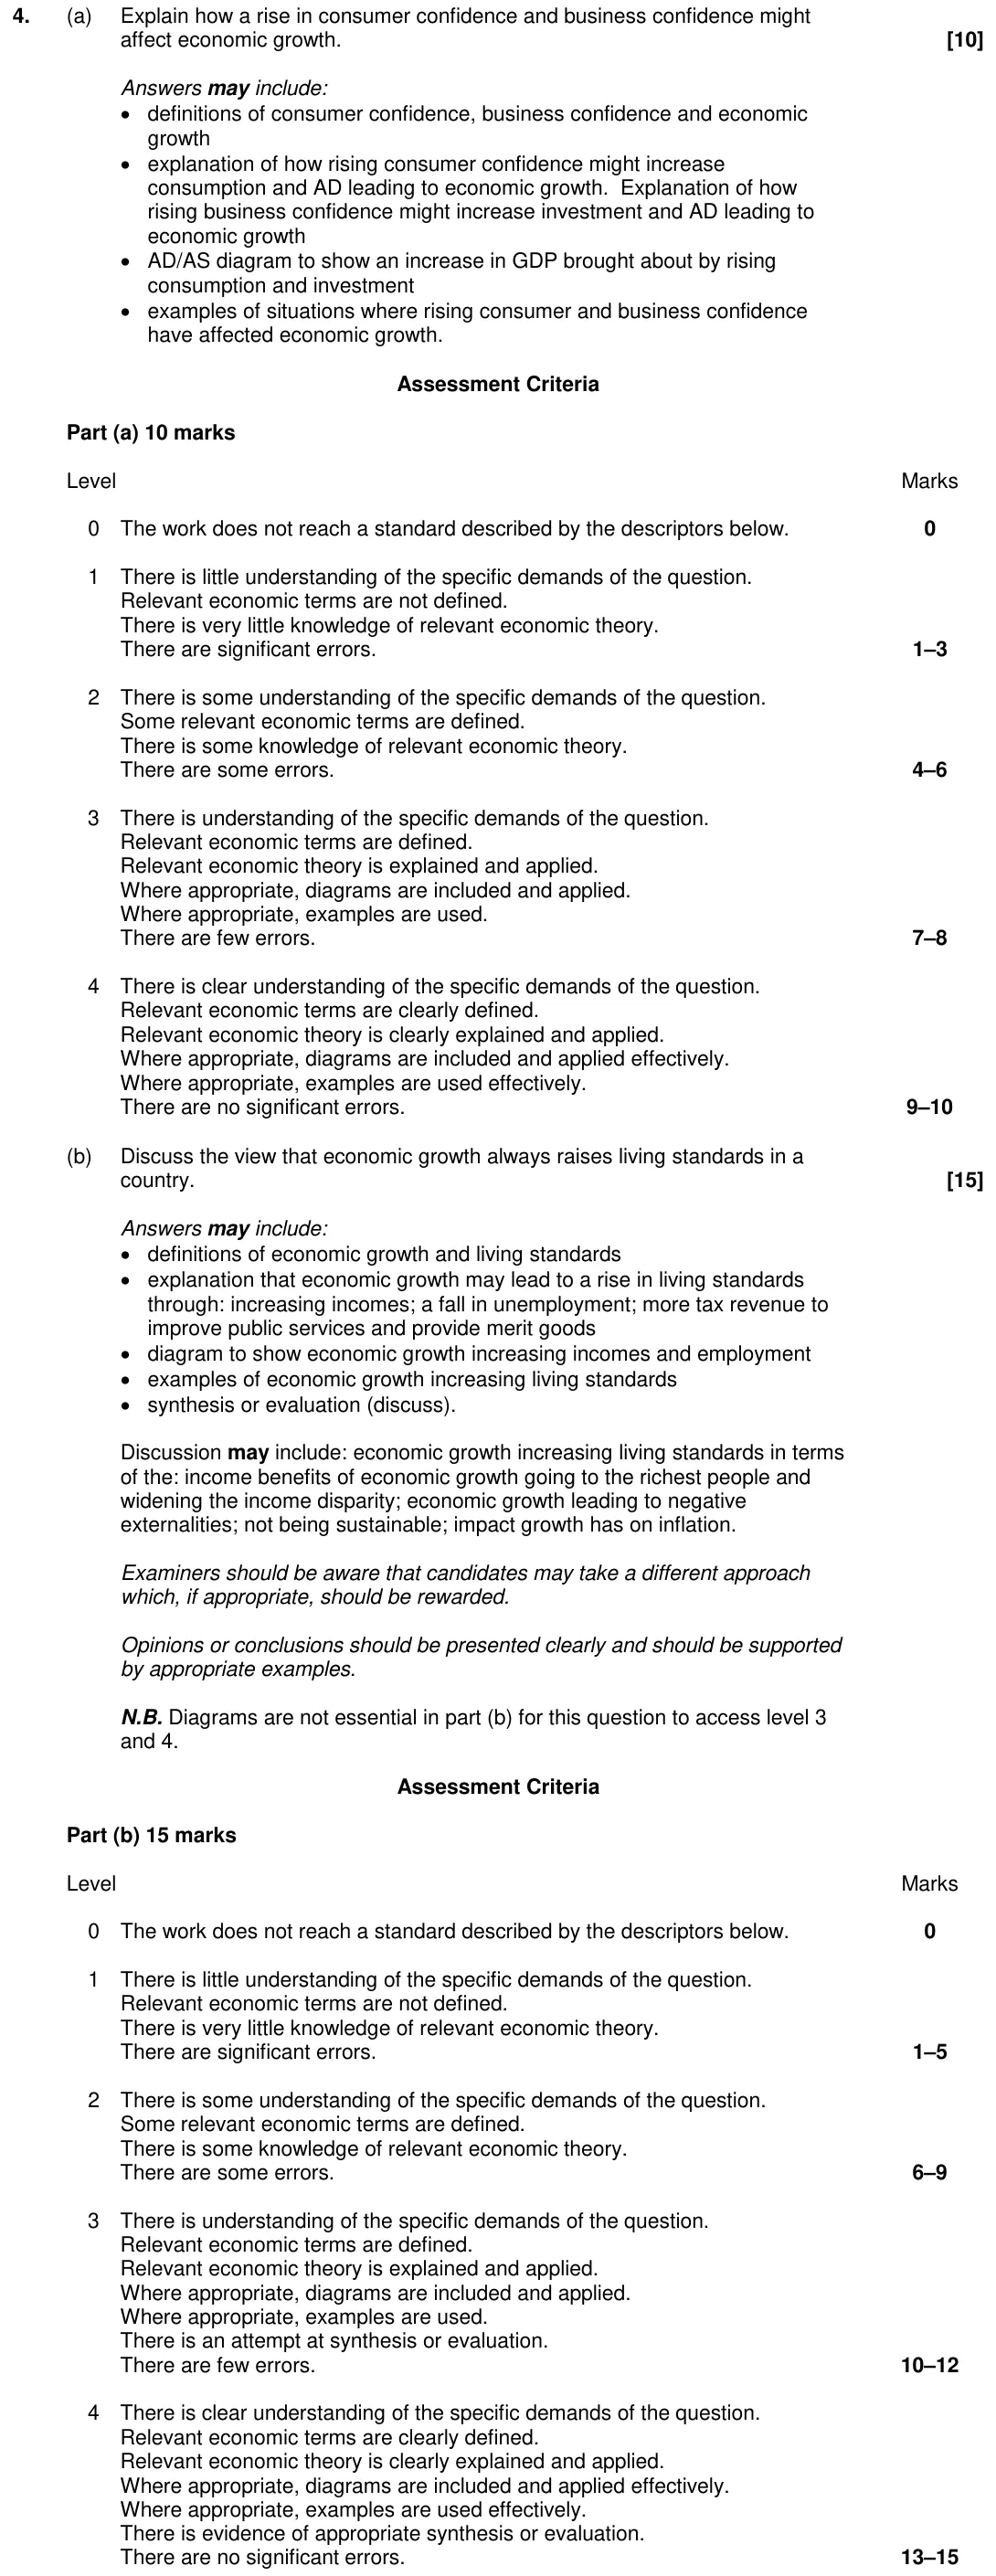 4. (a) Explain how a rise in consumer confidence and business confidence might
affect economic growth. [10]
Answers may include:
• definitions of consumer confidence, business confidence and economic
growth
• explanation of how rising consumer confidence might increase
consumption and AD leading to economic growth. Explanation of how
rising business confidence might increase investment and AD leading to
economic growth
• AD/AS diagram to show an increase in GDP brought about by rising
consumption and investment
• examples of situations where rising consumer and business confidence
have affected economic growth.
Assessment Criteria
Part (a) 10 marks
Level Marks
0 The work does not reach a standard described by the descriptors below. 0
1 There is little understanding of the specific demands of the question.
Relevant economic terms are not defined.
There is very little knowledge of relevant economic theory.
There are significant errors. 1–3
2 There is some understanding of the specific demands of the question.
Some relevant economic terms are defined.
There is some knowledge of relevant economic theory.
There are some errors. 4–6
3 There is understanding of the specific demands of the question.
Relevant economic terms are defined.
Relevant economic theory is explained and applied.
Where appropriate, diagrams are included and applied.
Where appropriate, examples are used.
There are few errors. 7–8
4 There is clear understanding of the specific demands of the question.
Relevant economic terms are clearly defined.
Relevant economic theory is clearly explained and applied.
Where appropriate, diagrams are included and applied effectively.
Where appropriate, examples are used effectively.
There are no significant errors. 9–10
(b) Discuss the view that economic growth always raises living standards in a
country. [15]
Answers may include:
• definitions of economic growth and living standards
• explanation that economic growth may lead to a rise in living standards
through: increasing incomes; a fall in unemployment; more tax revenue to
improve public services and provide merit goods
• diagram to show economic growth increasing incomes and employment
• examples of economic growth increasing living standards
• synthesis or evaluation (discuss).
Discussion may include: economic growth increasing living standards in terms
of the: income benefits of economic growth going to the richest people and
widening the income disparity; economic growth leading to negative
externalities; not being sustainable; impact growth has on inflation.
Examiners should be aware that candidates may take a different approach
which, if appropriate, should be rewarded.
Opinions or conclusions should be presented clearly and should be supported
by appropriate examples.
N.B. Diagrams are not essential in part (b) for this question to access level 3
and 4.
Assessment Criteria
Part (b) 15 marks
Level Marks
0 The work does not reach a standard described by the descriptors below. 0
1 There is little understanding of the specific demands of the question.
Relevant economic terms are not defined.
There is very little knowledge of relevant economic theory.
There are significant errors. 1–5
2 There is some understanding of the specific demands of the question.
Some relevant economic terms are defined.
There is some knowledge of relevant economic theory.
There are some errors. 6–9
3 There is understanding of the specific demands of the question.
Relevant economic terms are defined.
Relevant economic theory is explained and applied.
Where appropriate, diagrams are included and applied.
Where appropriate, examples are used.
There is an attempt at synthesis or evaluation.
There are few errors. 10–12
4 There is clear understanding of the specific demands of the question.
Relevant economic terms are clearly defined.
Relevant economic theory is clearly explained and applied.
Where appropriate, diagrams are included and applied effectively.
Where appropriate, examples are used effectively.
There is evidence of appropriate synthesis or evaluation.
There are no significant errors. 13–15